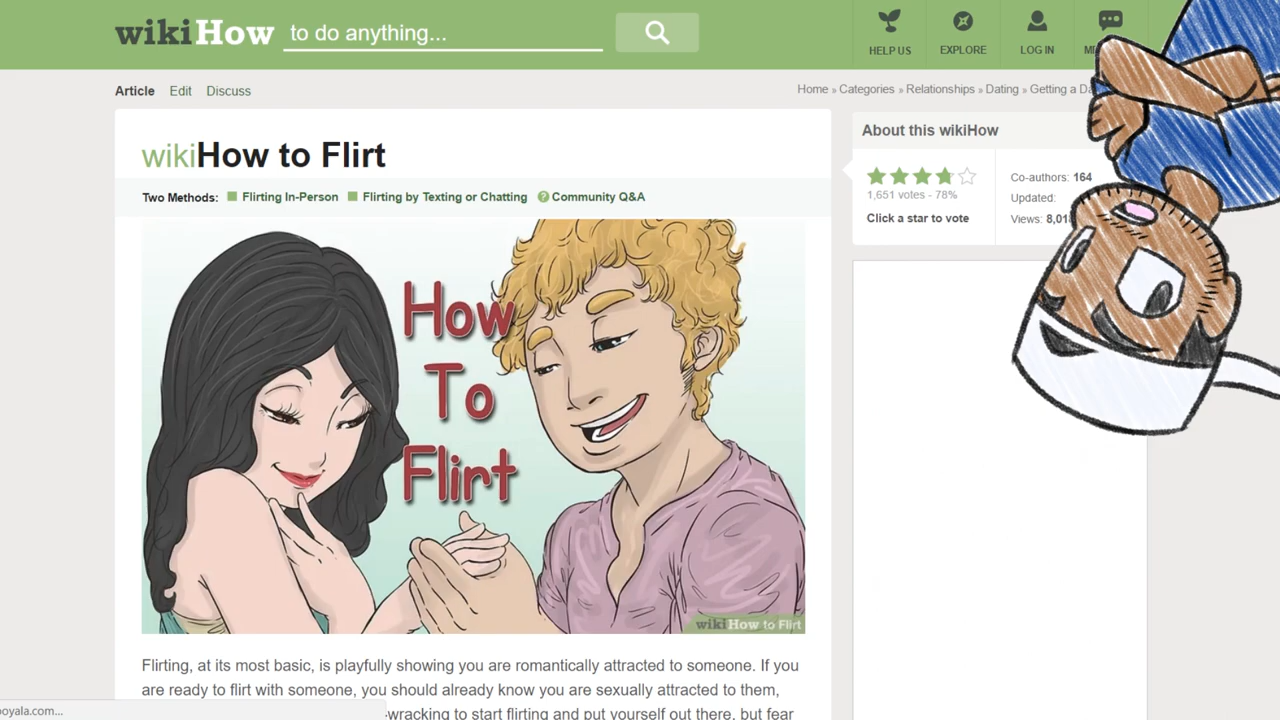 wikiHow to do anything...
HELP US EXPLORE LOG IN
Article Edit Discuss
Home » Categories » Relationships » Dating » Getting a
About this wikiHow
wikiHow to Flirt
Two Methods: Flirting In-Person Flirting by Texting or Chatting ? Community Q&A
1,651 votes - 78%
Click a star to vote
Co-authors: 164
Updated:
Views:
How
To
Flirt
wikiHow to Flirt
Flirting, at its most basic, is playfully showing you are romantically attracted to someone. If you
are ready to flirt with someone, you should already know you are sexually attracted to them,
-wracking to start flirting and put yourself out there, but fear
ooyala.com...